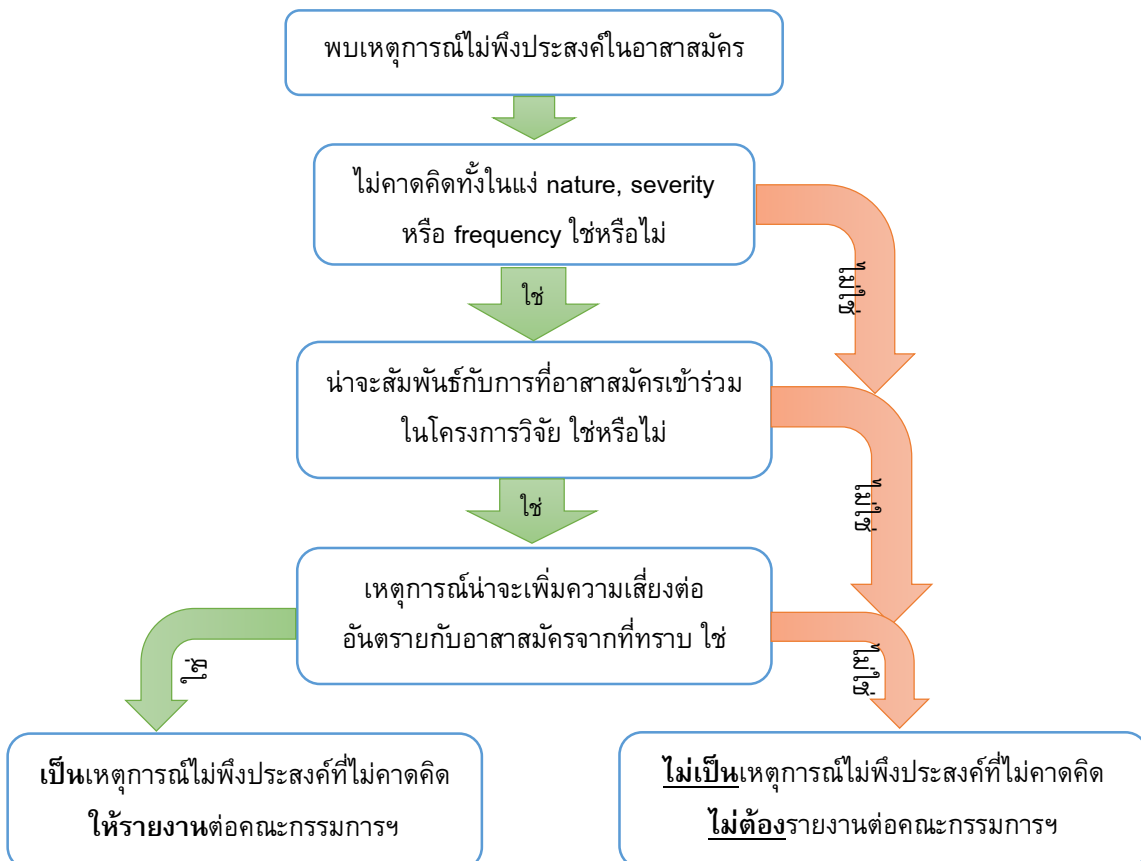 พบเหตุการณ์ไม่พึงประสงค์ในอาสาสมัคร
ไม่คาดคิดทั้งในแง่ nature, severity
หรือ frequency ใช่หรือไม่
ไม่ใช่
ใช่
น่าจะสัมพันธ์กับการที่อาสาสมัครเข้าร่วม
ในโครงการวิจัย ใช่หรือไม่
ไม่ใช่
ใช่
เหตุการณ์น่าจะเพิ่มความเสี่ยงต่อ
อันตรายกับอาสาสมัครจากที่ทราบ ใช่
ใช่
ไม่ใช่
เป็นเหตุการณ์ไม่พึงประสงค์ที่ไม่คาดคิด
ให้รายงานต่อคณะกรรมการฯ
ไม่เป็นเหตุการณ์ไม่พึงประสงค์ที่ไม่คาดคิด
ไม่ต้องรายงานต่อคณะกรรมการฯ